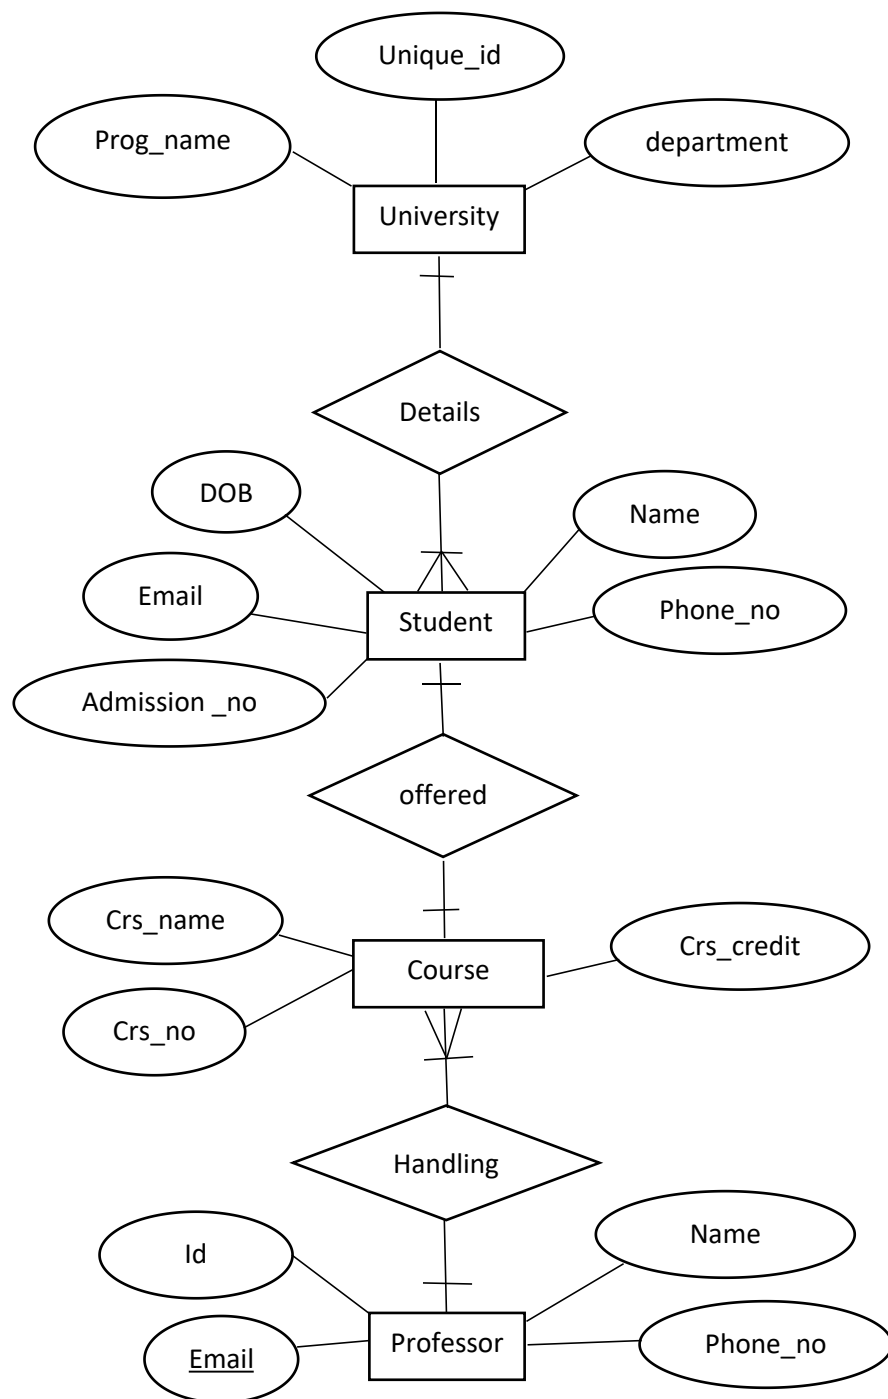 Unique_id
Prog_name
department
University
Details
DOB
Name
Email
Phone_no
Student
Admission _no
offered
Crs_name
Crs_credit
Course
Crs_no
Handling
Id
Name
Professor
Phone_no
Email